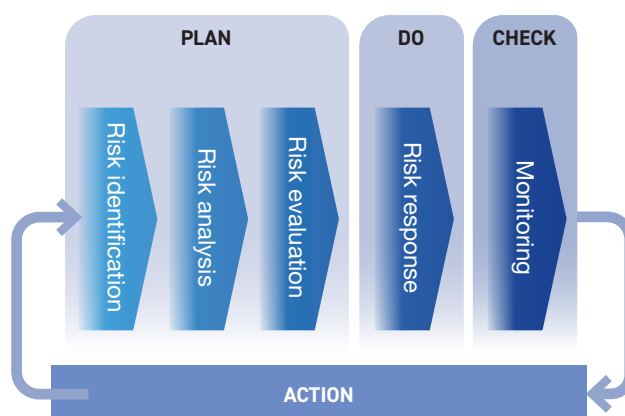 PLAN
DO
CHECK
Risk identification
Risk analysis
Risk evaluation
Risk response
Monitoring
ACTION